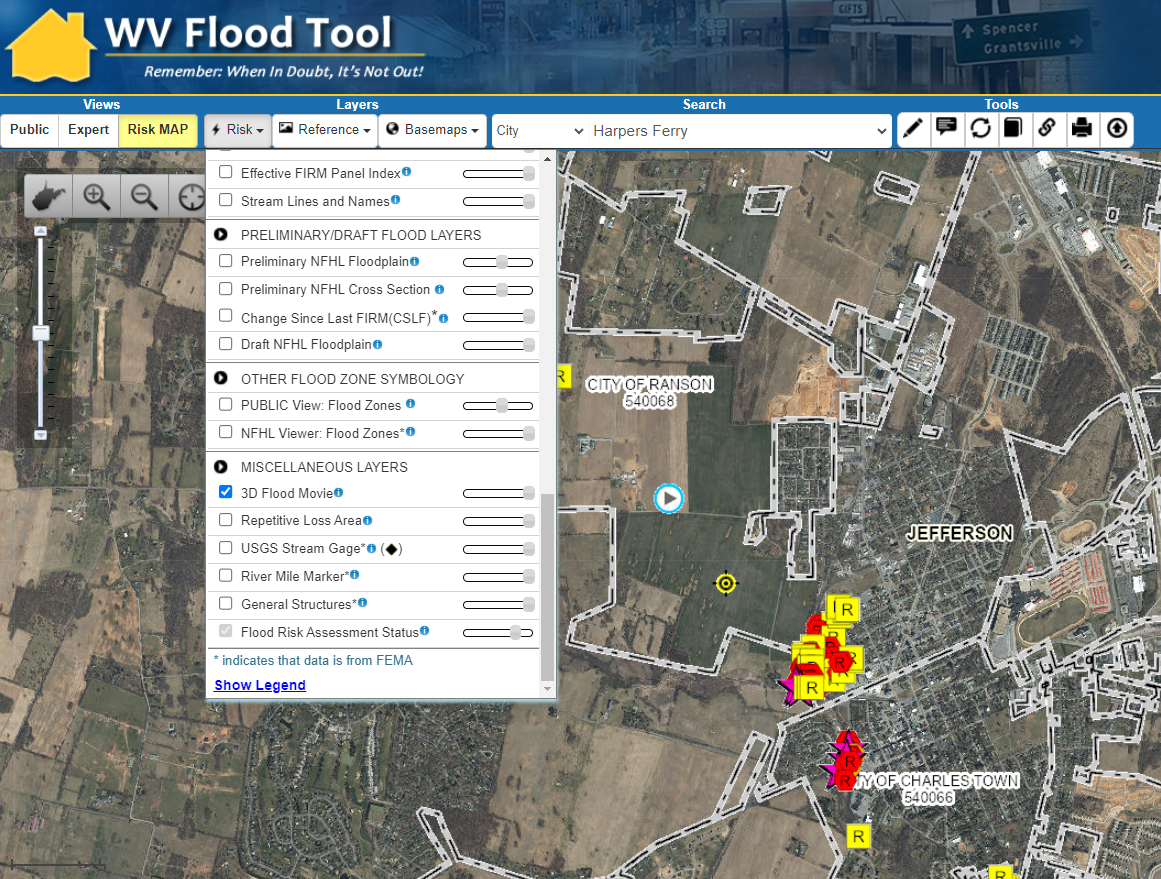 WV Flood Tool
Remember: When In Doubt, It's Not Out!
GIFTS
Spencer
Grantsville
Views
Layers
Search
Tools
Public
Expert
Risk MAP
Risk
Reference
Basemaps
City
Harpers Ferry
Effective FIRM Panel Index
Stream Lines and Names
PRELIMINARY/DRAFT FLOOD LAYERS
Preliminary NFHL Floodplain
Preliminary NFHL Cross Section
Change Since Last FIRM(CSLF)*
Draft NFHL Floodplain
OTHER FLOOD ZONE SYMBOLOGY
PUBLIC View: Flood Zones
NFHL Viewer: Flood Zones*
MISCELLANEOUS LAYERS
3D Flood Movie
Repetitive Loss Area
USGS Stream Gage* (◆)
River Mile Marker*
General Structures*
Flood Risk Assessment Status
* indicates that data is from FEMA
Show Legend
R
CITY OF RANSON
540068
JEFFERSON
R
R
R
R
R
R
R
R
TY OF CHARLES TOWN
540066
R
R